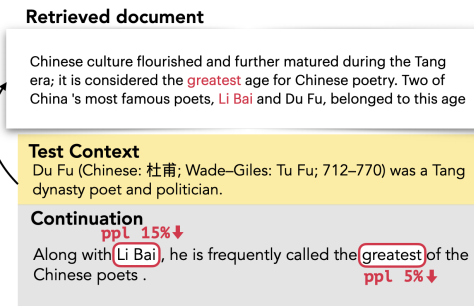 Retrieved document
Chinese culture flourished and further matured during the Tang
era; it is considered the greatest age for Chinese poetry. Two of
China 's most famous poets, Li Bai and Du Fu, belonged to this age
Test Context
Du Fu (Chinese: 杜甫; Wade–Giles: Tu Fu; 712–770) was a Tang
dynasty poet and politician.
Continuation
ppl 15%⬇
Along with Li Bai, he is frequently called the greatest of the
Chinese poets .
ppl 5%⬇